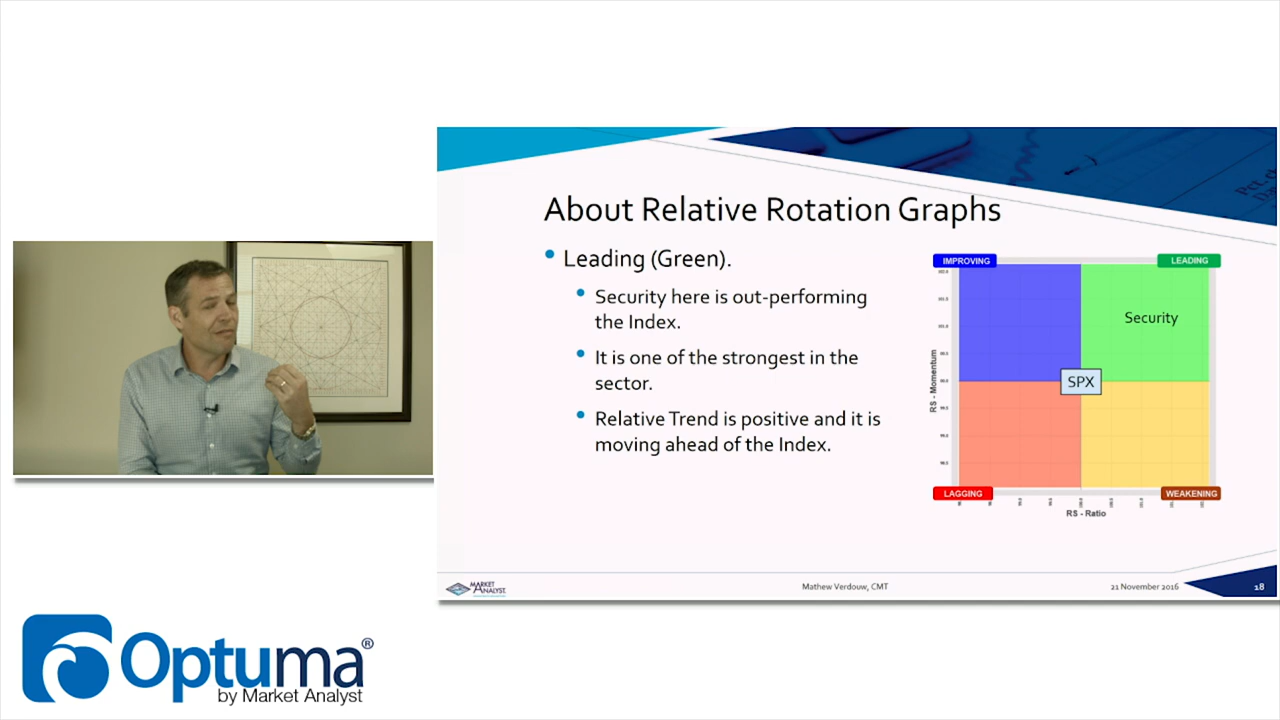 About Relative Rotation Graphs
Leading (Green).
Security here is out-performing
the Index.
It is one of the strongest in the
sector.
Relative Trend is positive and it is
moving ahead of the Index.
IMPROVING
LEADING
Security
SPX
RS - Momentum
LAGGING
WEAKENING
RS - Ratio
MARKET
ANALYST
Mathew Verdouw, CMT
21 November 2016
18
Optuma®
by Market Analyst